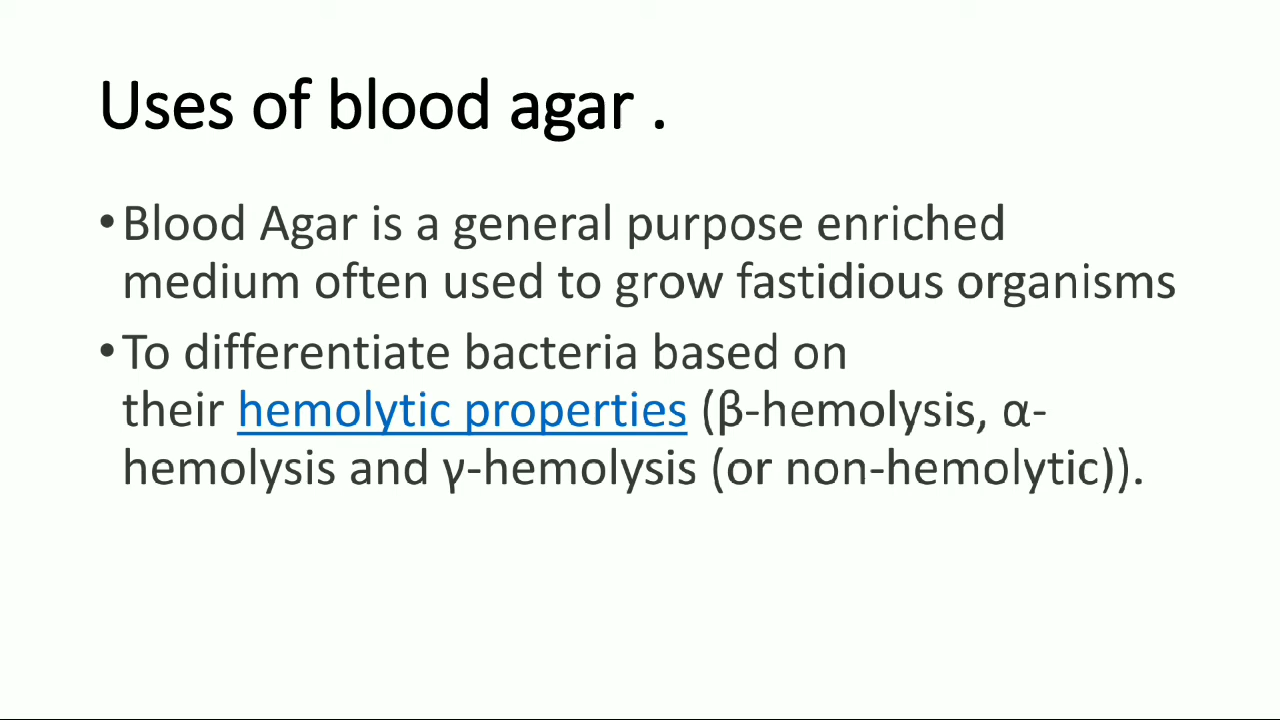 Uses of blood agar .
•Blood Agar is a general purpose enriched
medium often used to grow fastidious organisms
•To differentiate bacteria based on
their hemolytic properties (β-hemolysis, α-
hemolysis and γ-hemolysis (or non-hemolytic)).